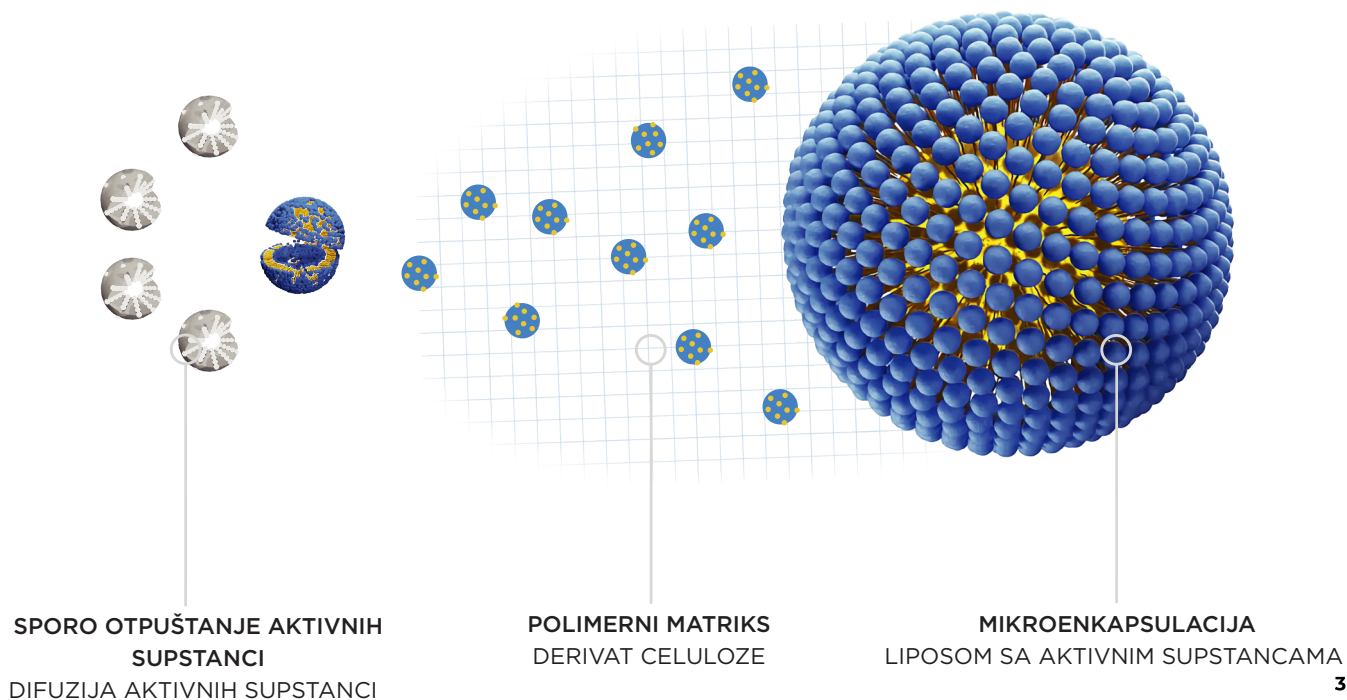 SPORO OTPUŠTANJE AKTIVNIH
SUPSTANCI
DIFUZIJA AKTIVNIH SUPSTANCI
POLIMERNI MATRIKS
DERIVAT CELULOZE
MIKROENKAPSULACIJA
LIPOSOM SA AKTIVNIM SUPSTANCAMA
3